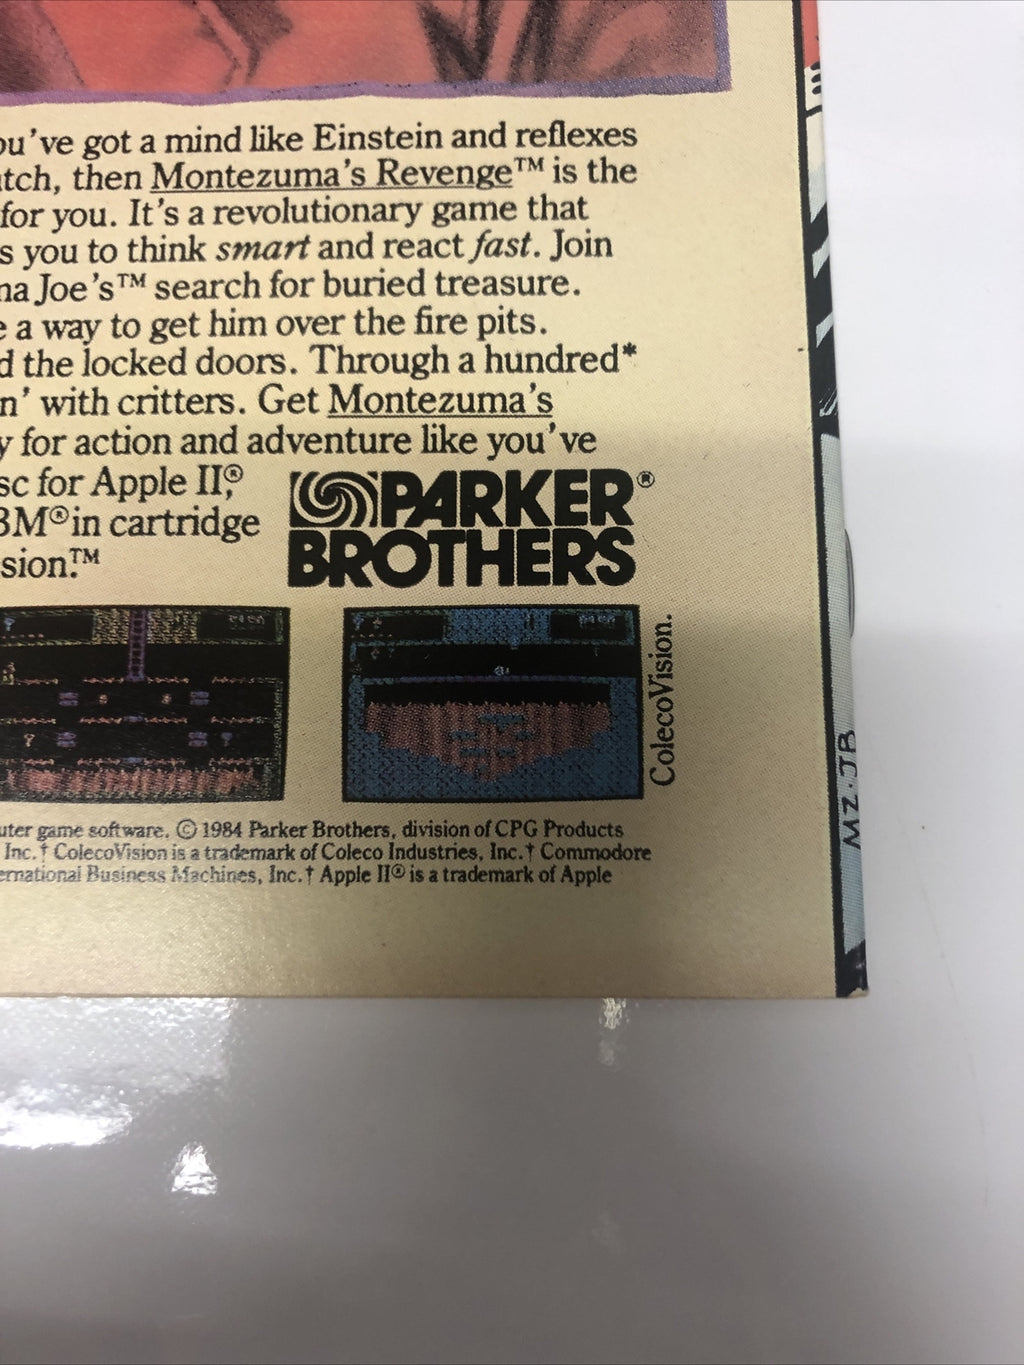 ou've got a mind like Einstein and reflexes
tch, then Montezuma's Revenge™ is the
for you. It's a revolutionary game that
s you to think smart and react fast. Join
na Joe's™ search for buried treasure.
e a way to get him over the fire pits.
d the locked doors. Through a hundred*
n' with critters. Get Montezuma's
y for action and adventure like you've
sc for Apple II,®
BM® in cartridge
sion.™
PARKER®
BROTHERS
ColecoVision.
uter game software. © 1984 Parker Brothers, division of CPG Products
Inc.† ColecoVision is a trademark of Coleco Industries, Inc.† Commodore
ernational Business Machines, Inc.† Apple II® is a trademark of Apple
MZ·JB